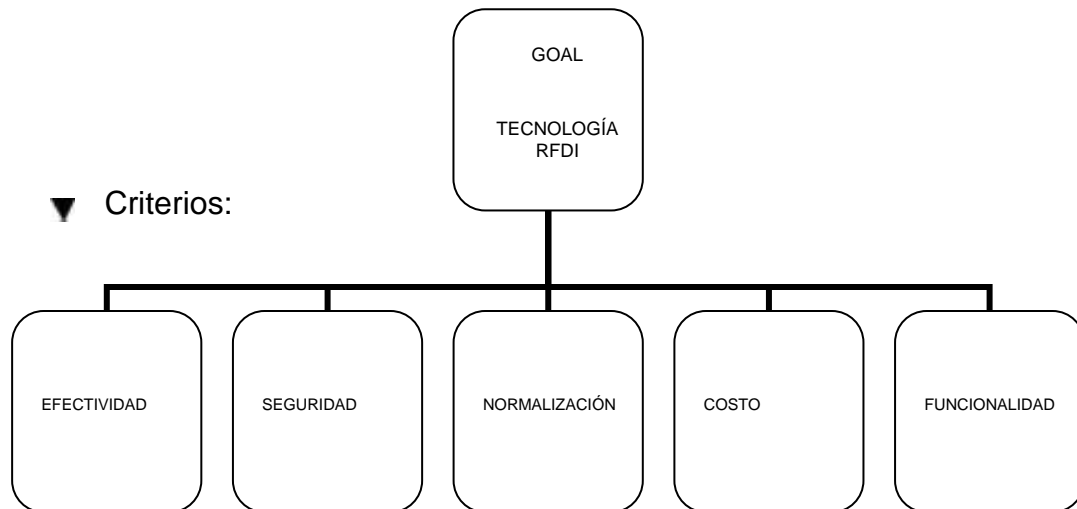 GOAL
TECNOLOGÍA
RFDI
Criterios:
EFECTIVIDAD
SEGURIDAD
NORMALIZACIÓN
COSTO
FUNCIONALIDAD